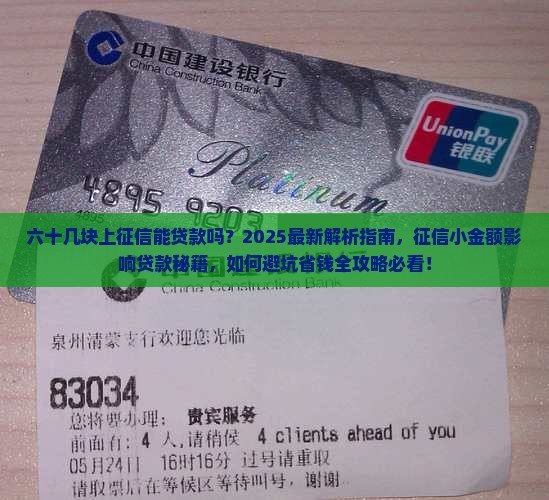 中国建设银行
China Construction Bank
UnionPay
银联
Platinum
4895 9203
六十几块上征信能贷款吗？2025最新解析指南，征信小金额影
响贷款秘籍，如何避坑省钱全攻略必看！
Construction Bank
泉州清蒙支行欢迎您光临
83034
您将要办理： 贵宾服务
前面有: 4 人,请稍侯 4 clients ahead of you
05月24日 16时16分 过号请重取
请取票后在等候区等待叫号，谢谢